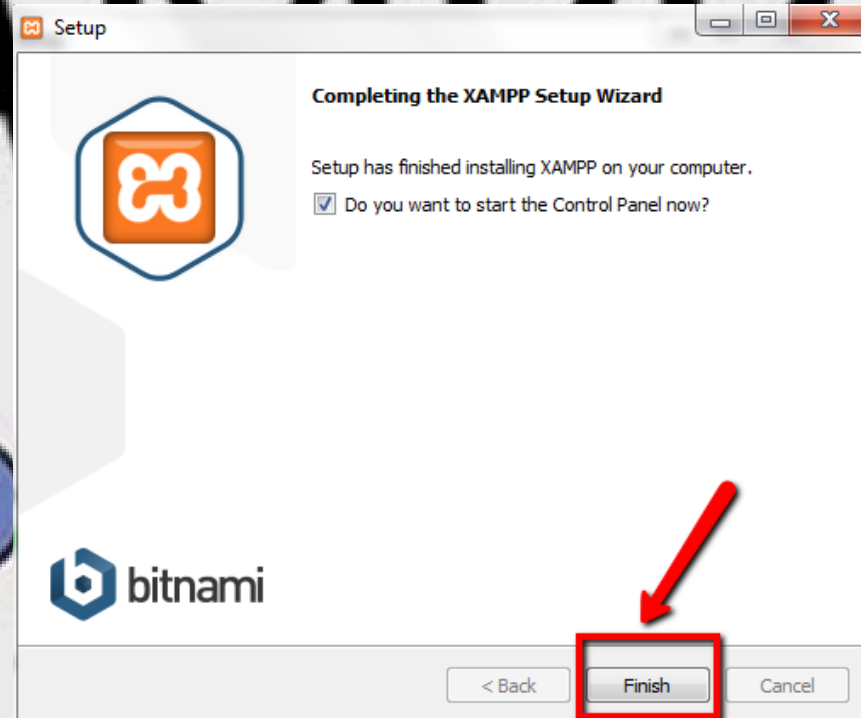 Setup
Completing the XAMPP Setup Wizard
Setup has finished installing XAMPP on your computer.
Do you want to start the Control Panel now?
bitnami
< Back
Finish
Cancel